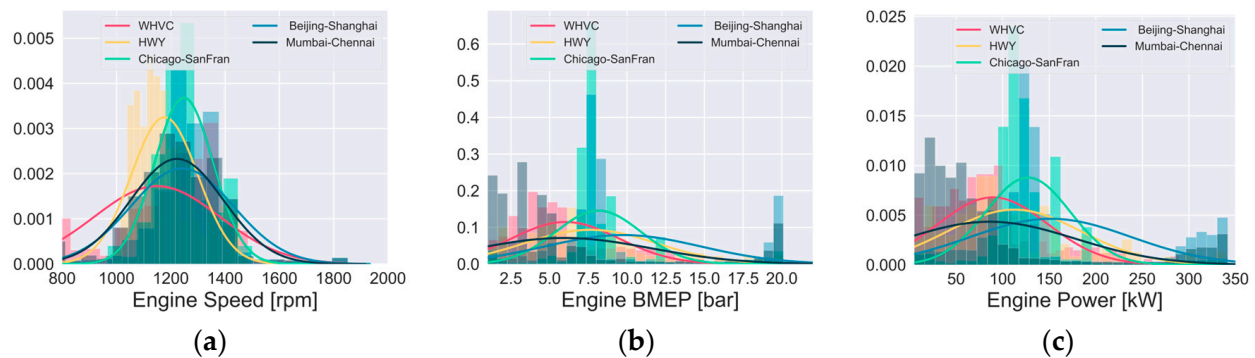 WHVC
HWY
Chicago-SanFran
Beijing-Shanghai
Mumbai-Chennai
0.005
0.004
0.003
0.002
0.001
0.000
800 1000 1200 1400 1600 1800 2000
Engine Speed [rpm]
(a)
WHVC
HWY
Chicago-SanFran
Beijing-Shanghai
Mumbai-Chennai
0.6
0.5
0.4
0.3
0.2
0.1
0.0
2.5 5.0 7.5 10.0 12.5 15.0 17.5 20.0
Engine BMEP [bar]
(b)
WHVC
HWY
Chicago-SanFran
Beijing-Shanghai
Mumbai-Chennai
0.025
0.020
0.015
0.010
0.005
0.000
50 100 150 200 250 300 350
Engine Power [kW]
(c)